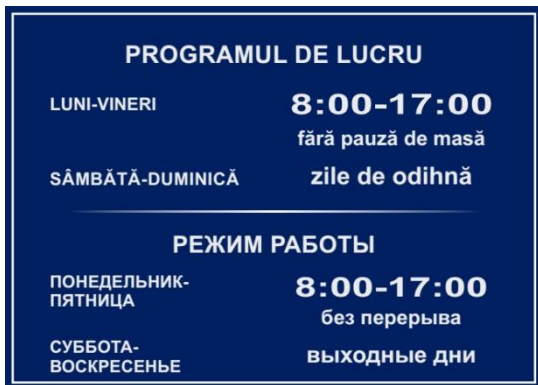 PROGRAMUL DE LUCRU
LUNI-VINERI
8:00-17:00
fără pauză de masă
SÂMBĂTĂ-DUMINICĂ
zile de odihnă
РЕЖИМ РАБОТЫ
ПОНЕДЕЛЬНИК-
ПЯТНИЦА
8:00-17:00
без перерыва
СУББОТА-
ВОСКРЕСЕНЬЕ
выходные дни